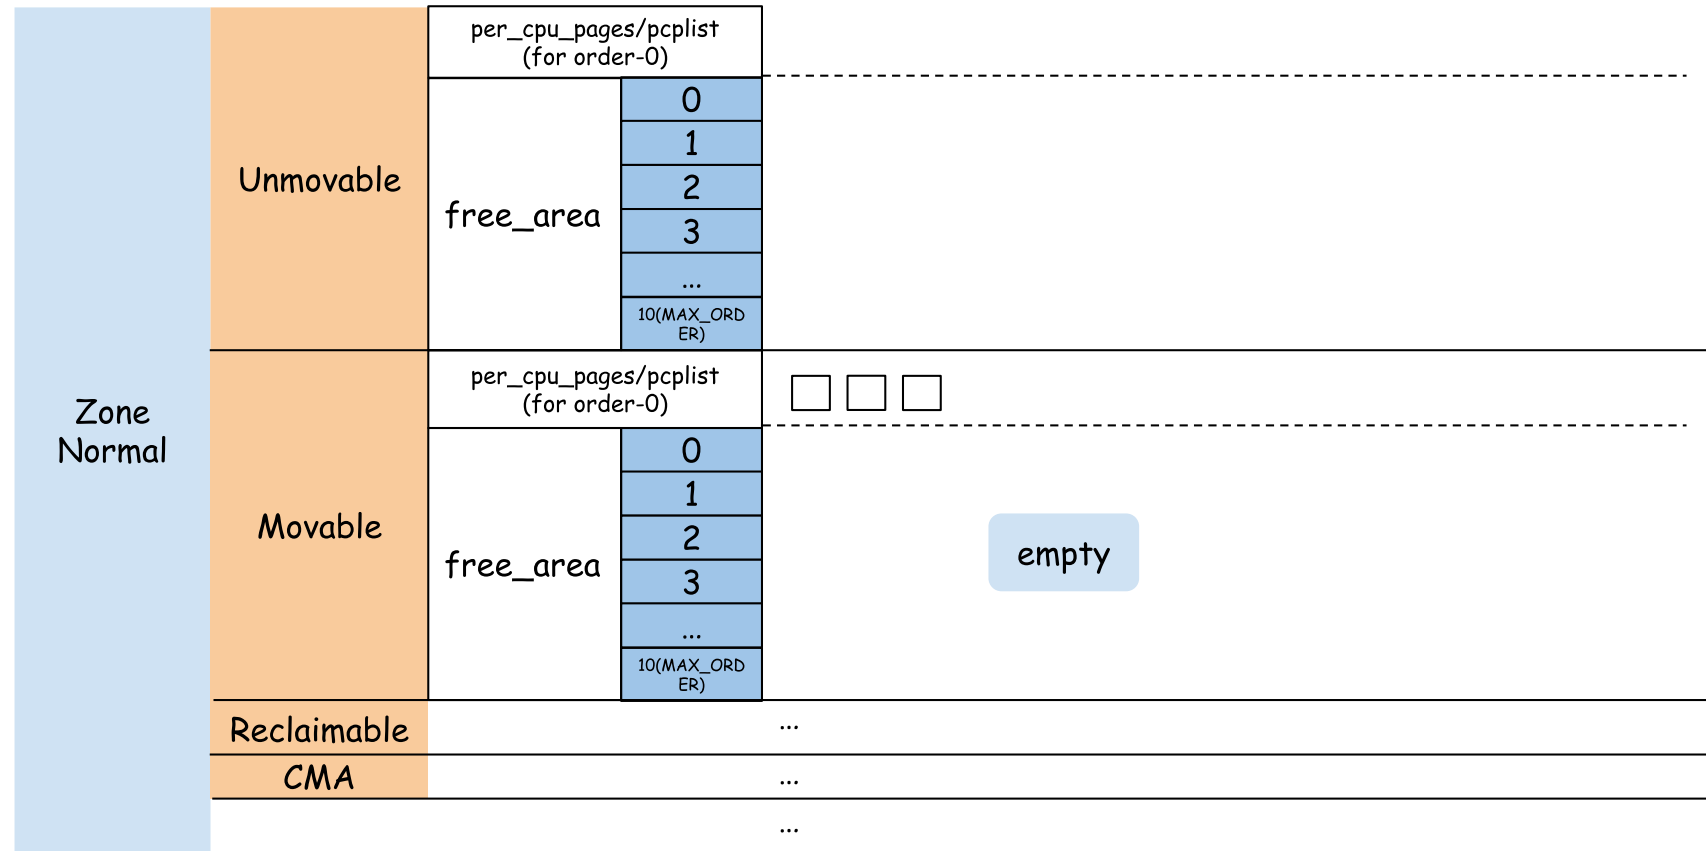 Zone
Normal
Unmovable
per_cpu_pages/pcplist
(for order-0)
free_area
0
1
2
3
...
10(MAX_ORD
ER)
Movable
per_cpu_pages/pcplist
(for order-0)
free_area
0
1
2
3
...
10(MAX_ORD
ER)
empty
Reclaimable
...
CMA
...
...